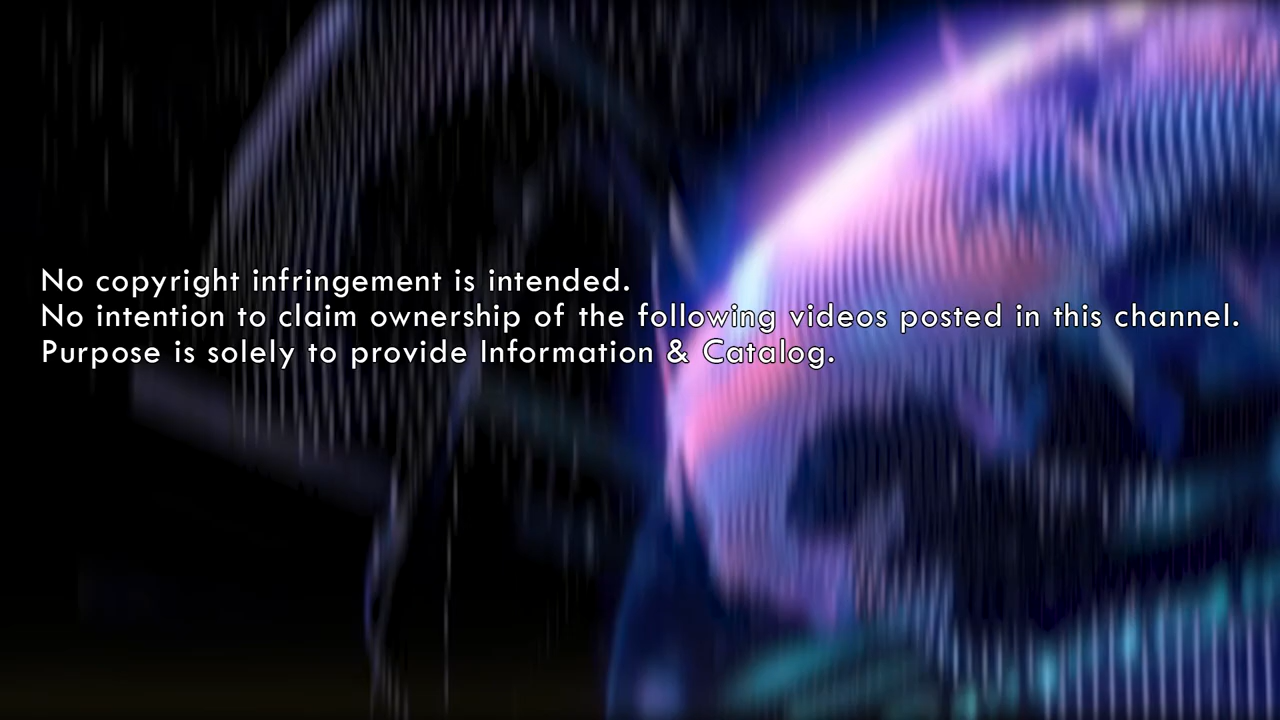 No copyright infringement is intended.
No intention to claim ownership of the following videos posted in this channel.
Purpose is solely to provide Information & Catalog.